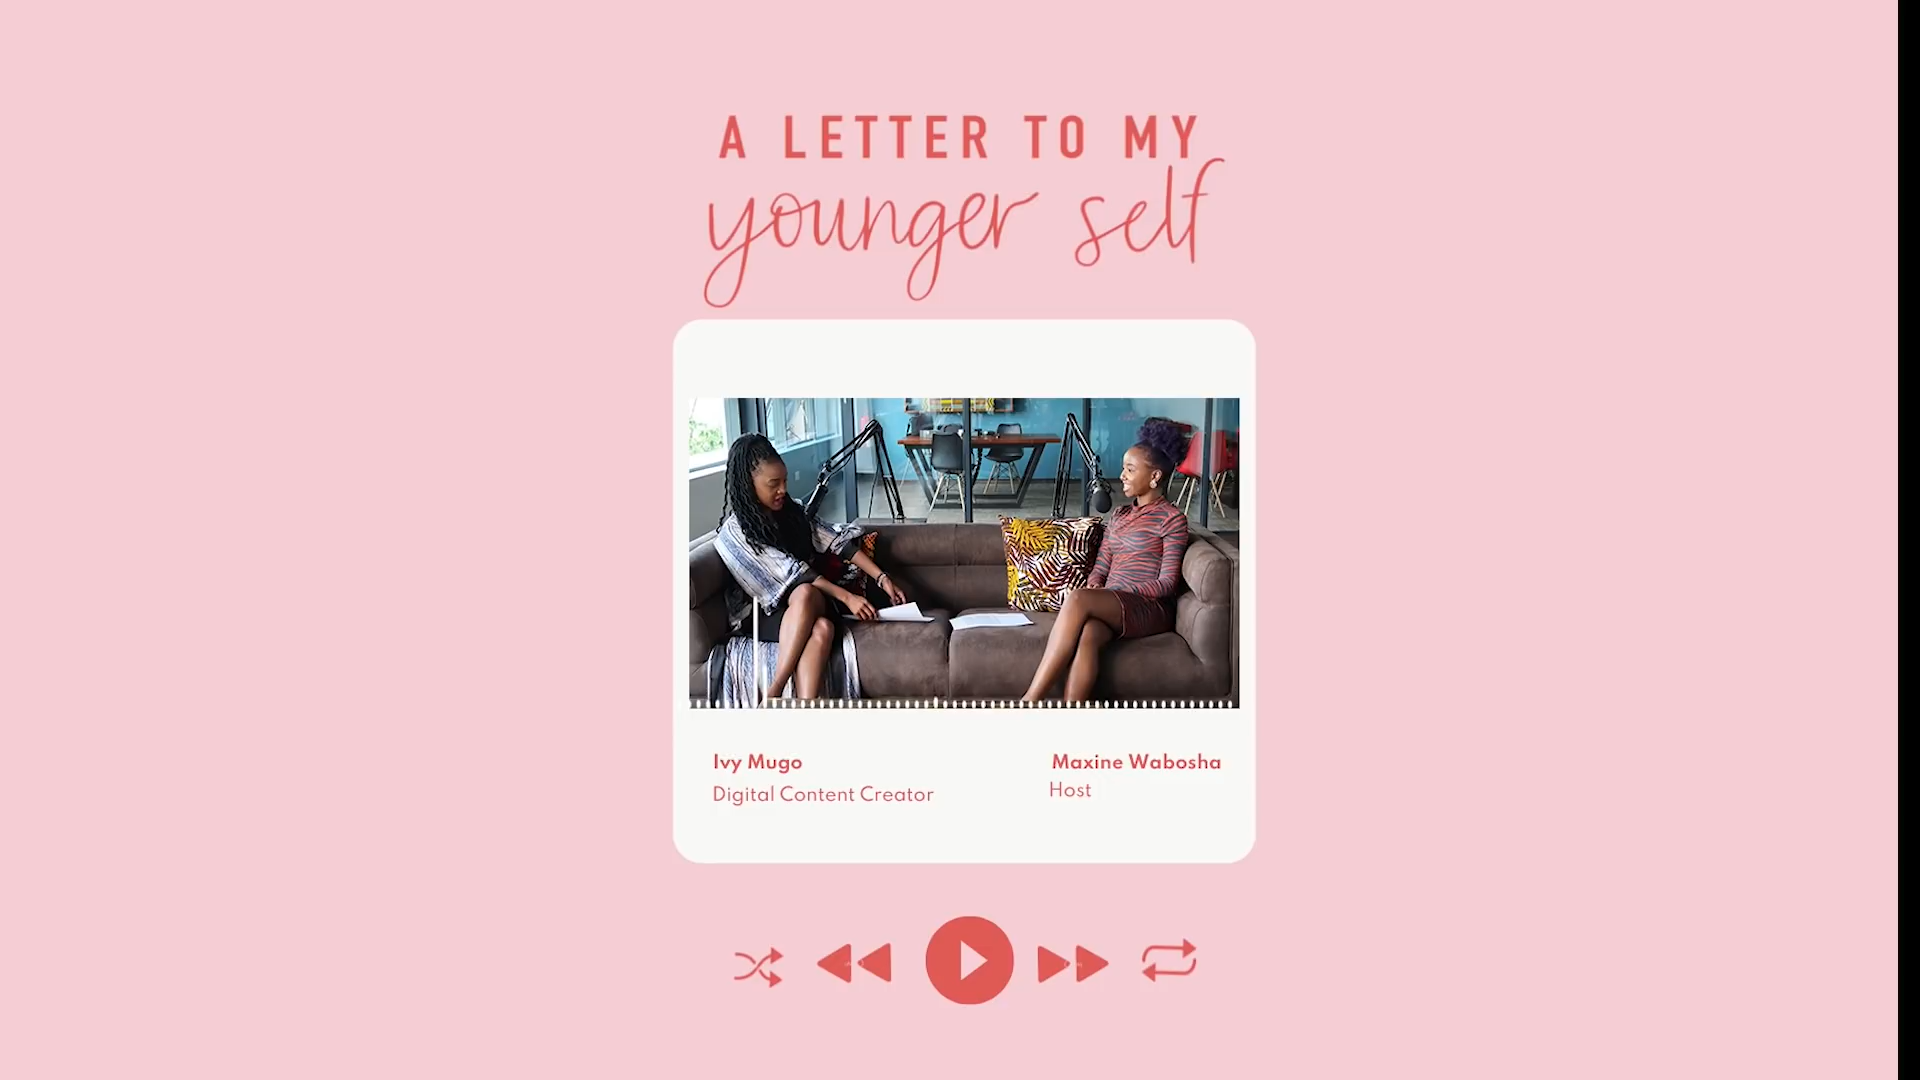 A LETTER TO MY
younger self
Ivy Mugo
Digital Content Creator
Maxine Wabosha
Host